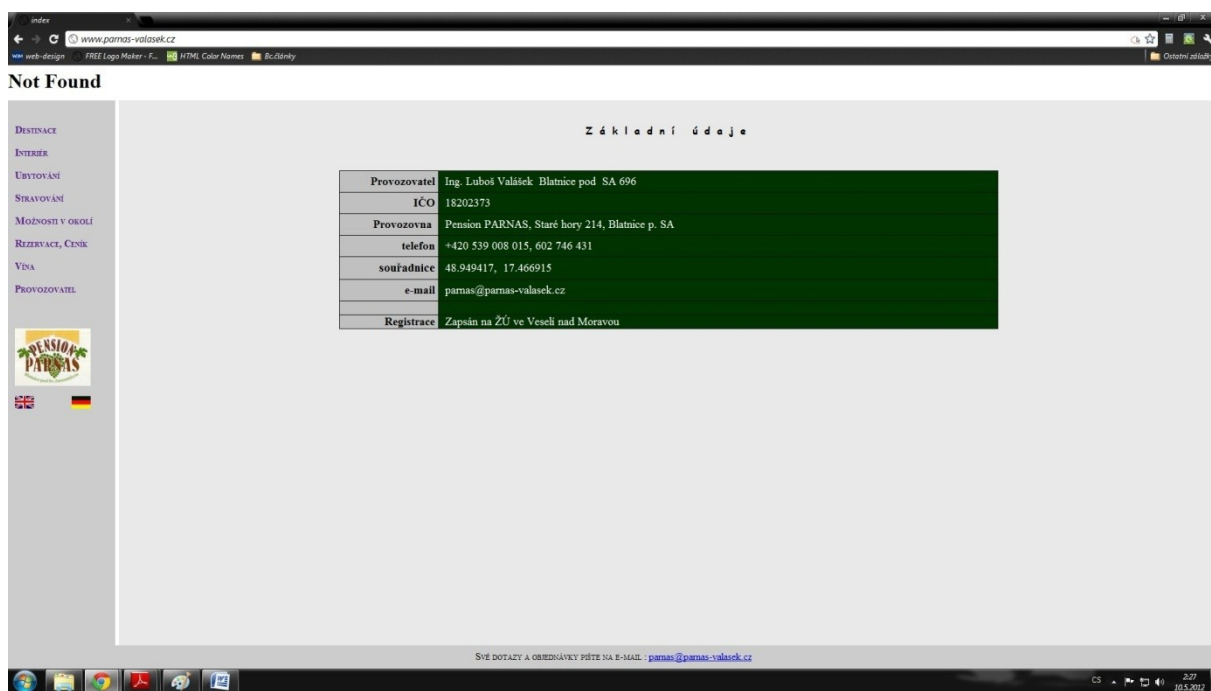 index
www.parnas-valasek.cz
web-design FREE Logo Maker - F... HTML Color Names Bc.články
Ostatní zálož
Not Found
Destinace
Interiér
Ubytování
Stravování
Možnosti v okolí
Rezervace, Ceník
Vína
Provozovatel
PENSION
PARNAS
Základní údaje
Provozovatel Ing. Luboš Valášek Blatnice pod SA 696
IČO 18202373
Provozovna Pension PARNAS, Staré hory 214, Blatnice p. SA
telefon +420 539 008 015, 602 746 431
souřadnice 48.949417, 17.466915
e-mail parnas@parnas-valasek.cz
Registrace Zapsán na ŽÚ ve Veselí nad Moravou
Své dotazy a objednávky pište na e-mail : parnas@parnas-valasek.cz
CS
2:27
10.5.2012